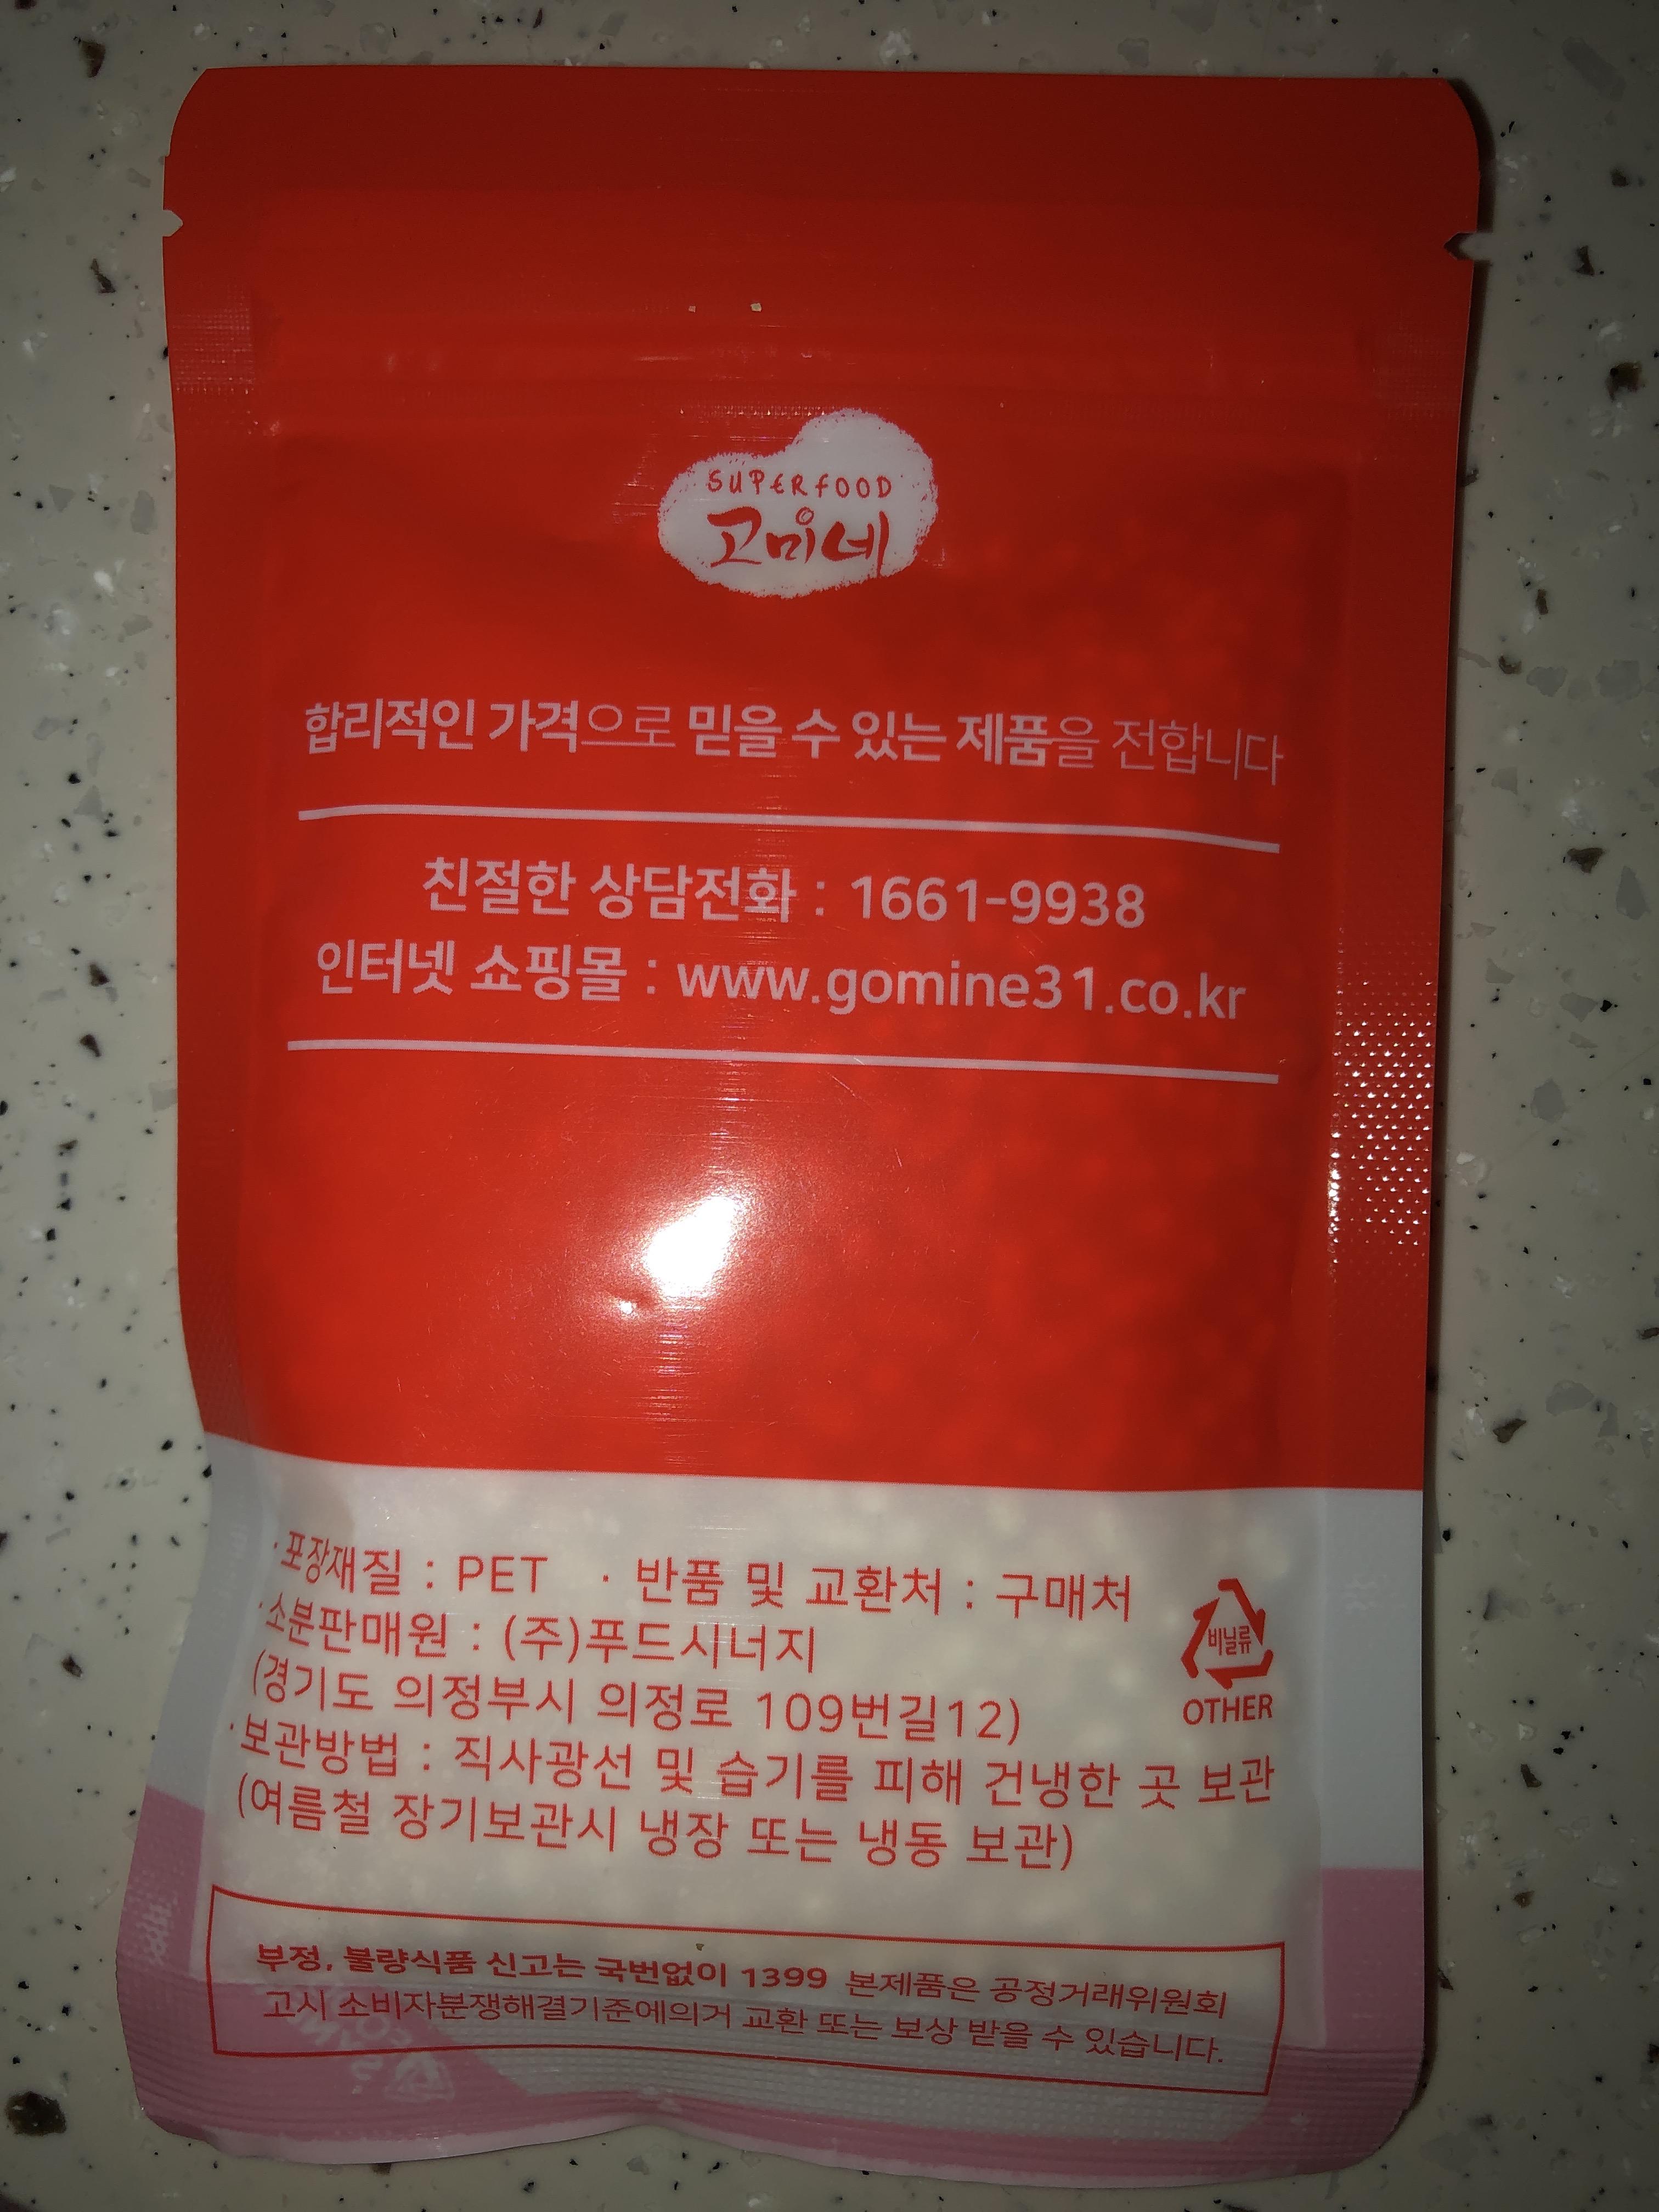 SUPERFOOD
고미네
합리적인 가격으로 믿을 수 있는 제품을 전합니다
친절한 상담전화 : 1661-9938
인터넷 쇼핑몰 : www.gomine31.co.kr
· 포장재질 : PET · 반품 및 교환처 : 구매처
· 소분판매원 : (주)푸드시너지
(경기도 의정부시 의정로 109번길12)
· 보관방법 : 직사광선 및 습기를 피해 건냉한 곳 보관
(여름철 장기보관시 냉장 또는 냉동 보관)
비닐류
OTHER
부정, 불량식품 신고는 국번없이 1399 본제품은 공정거래위원회
고시 소비자분쟁해결기준에의거 교환 또는 보상 받을 수 있습니다.